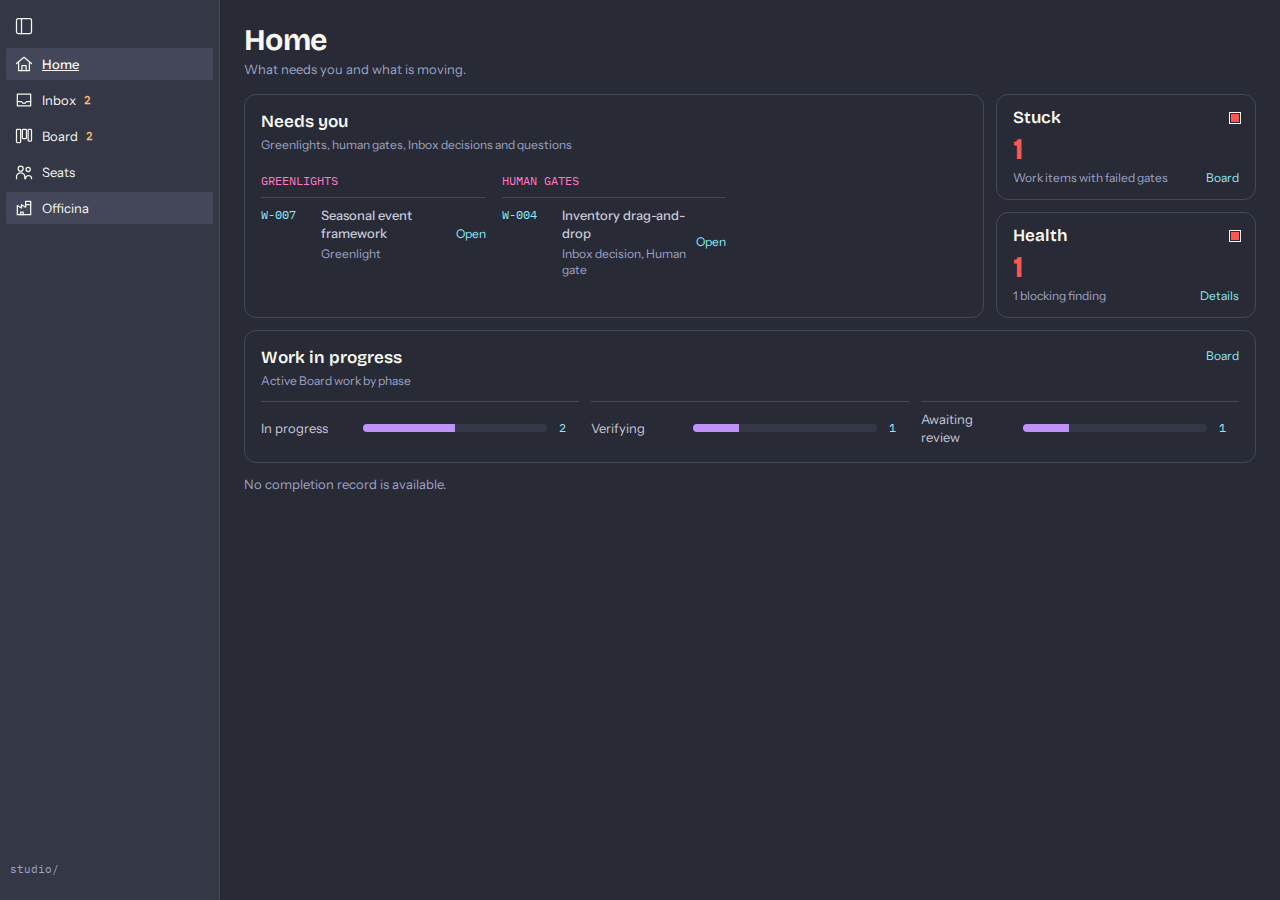 Home
Inbox 2
Board 2
Seats
Officina
studio/
Home
What needs you and what is moving.
Needs you
Greenlights, human gates, Inbox decisions and questions
GREENLIGHTS
W-007
Seasonal event
framework
Greenlight
Open
HUMAN GATES
W-004
Inventory drag-and-
drop
Inbox decision, Human
gate
Open
Stuck
1
Work items with failed gates
Board
Health
1
1 blocking finding
Details
Work in progress
Board
Active Board work by phase
In progress
2
Verifying
1
Awaiting
review
1
No completion record is available.